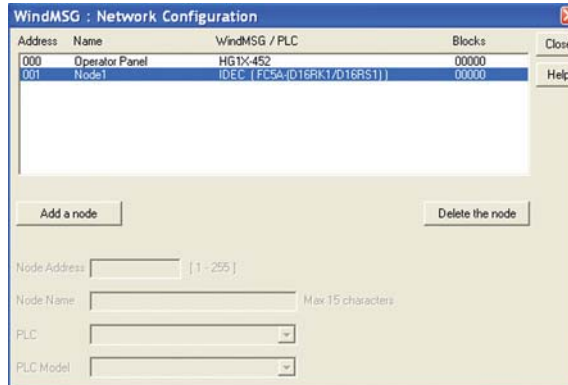 WindMSG : Network Configuration
Address Name WindMSG / PLC Blocks
000 Operator Panel HG1X-452 00000
001 Node1 IDEC ( FC5A-(D16RK1/D16RS1) ) 00000
Close
Help
Add a node Delete the node
Node Address [ 1 - 255 ]
Node Name Max 15 characters
PLC
PLC Model